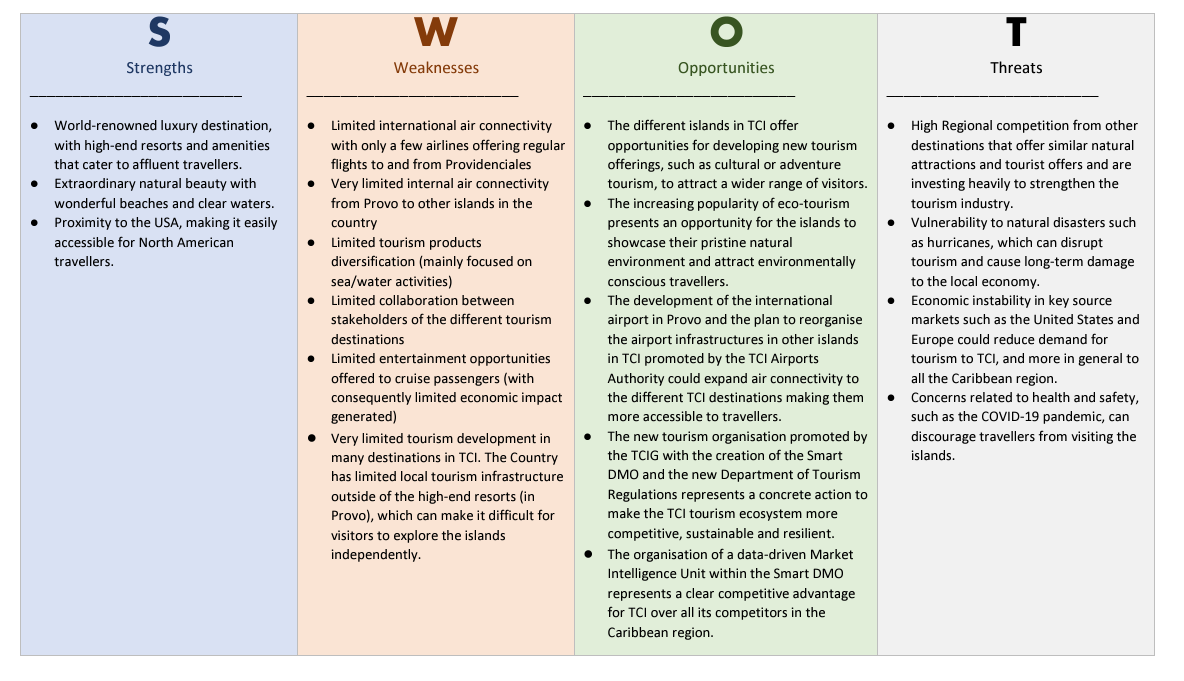 S
Strengths
World-renowned luxury destination,
with high-end resorts and amenities
that cater to affluent travellers.
Extraordinary natural beauty with
wonderful beaches and clear waters.
Proximity to the USA, making it easily
accessible for North American
travellers.
W
Weaknesses
Limited international air connectivity
with only a few airlines offering regular
flights to and from Providenciales
Very limited internal air connectivity
from Provo to other islands in the
country
Limited tourism products
diversification (mainly focused on
sea/water activities)
Limited collaboration between
stakeholders of the different tourism
destinations
Limited entertainment opportunities
offered to cruise passengers (with
consequently limited economic impact
generated)
Very limited tourism development in
many destinations in TCI. The Country
has limited local tourism infrastructure
outside of the high-end resorts (in
Provo), which can make it difficult for
visitors to explore the islands
independently.
O
Opportunities
The different islands in TCI offer
opportunities for developing new tourism
offerings, such as cultural or adventure
tourism, to attract a wider range of visitors.
The increasing popularity of eco-tourism
presents an opportunity for the islands to
showcase their pristine natural
environment and attract environmentally
conscious travellers.
The development of the international
airport in Provo and the plan to reorganise
the airport infrastructures in other islands
in TCI promoted by the TCI Airports
Authority could expand air connectivity to
the different TCI destinations making them
more accessible to travellers.
The new tourism organisation promoted by
the TCIG with the creation of the Smart
DMO and the new Department of Tourism
Regulations represents a concrete action to
make the TCI tourism ecosystem more
competitive, sustainable and resilient.
The organisation of a data-driven Market
Intelligence Unit within the Smart DMO
represents a clear competitive advantage
for TCI over all its competitors in the
Caribbean region.
T
Threats
High Regional competition from other
destinations that offer similar natural
attractions and tourist offers and are
investing heavily to strengthen the
tourism industry.
Vulnerability to natural disasters such
as hurricanes, which can disrupt
tourism and cause long-term damage
to the local economy.
Economic instability in key source
markets such as the United States and
Europe could reduce demand for
tourism to TCI, and more in general to
all the Caribbean region.
Concerns related to health and safety,
such as the COVID-19 pandemic, can
discourage travellers from visiting the
islands.